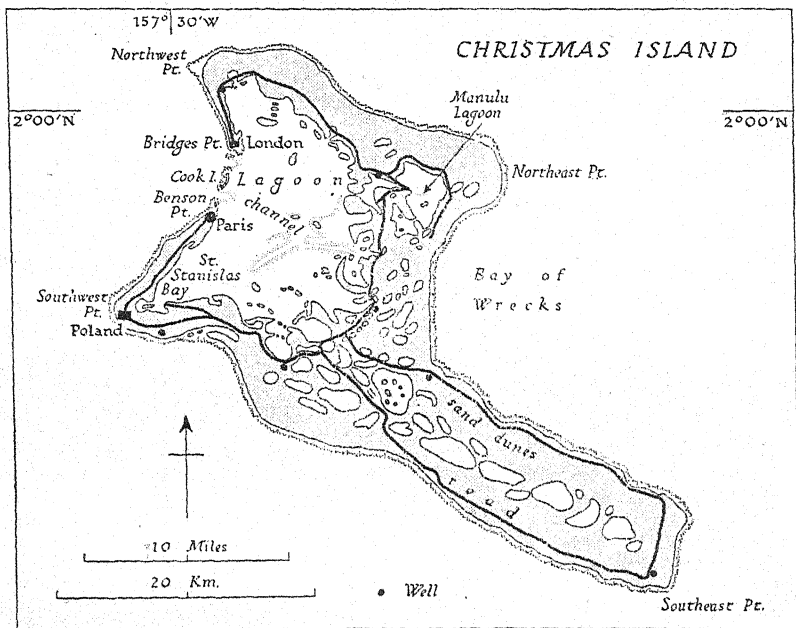 157° 30'W
CHRISTMAS ISLAND
Northwest
Pt.
Manulu
Lagoon
2°00'N
2°00'N
Bridges Pt.
London
Northeast Pt.
Cook I.
Lagoon
Benson
Pt.
channel
Paris
St.
Stanislas
Bay
Bay of
Wrecks
Southwest
Pt.
Poland
sand dunes
road
10 Miles
20 Km.
Well
Southeast Pt.